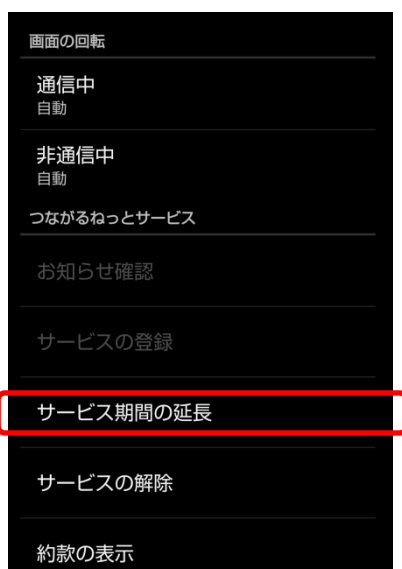 画面の回転
通信中
自動
非通信中
自動
つながるねっとサービス
お知らせ確認
サービスの登録
サービス期間の延長
サービスの解除
約款の表示